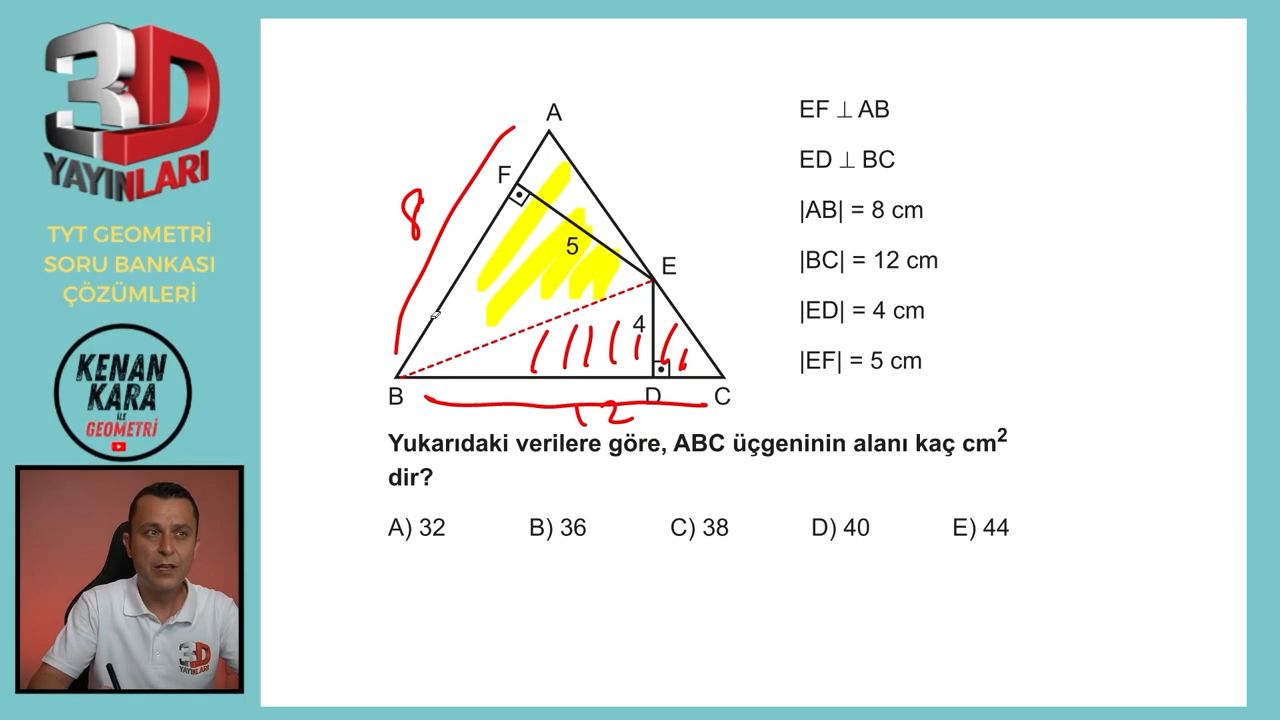 3D
YAYINLARI
TYT GEOMETRİ
SORU BANKASI
ÇÖZÜMLERİ
KENAN
KARA
İLE
GEOMETRİ
3D
YAYINLARI
A
F
8
5
E
4
B
D
C
12
EF ⊥ AB
ED ⊥ BC
|AB| = 8 cm
|BC| = 12 cm
|ED| = 4 cm
|EF| = 5 cm
Yukarıdaki verilere göre, ABC üçgeninin alanı kaç cm²
dir?
A) 32 B) 36 C) 38 D) 40 E) 44